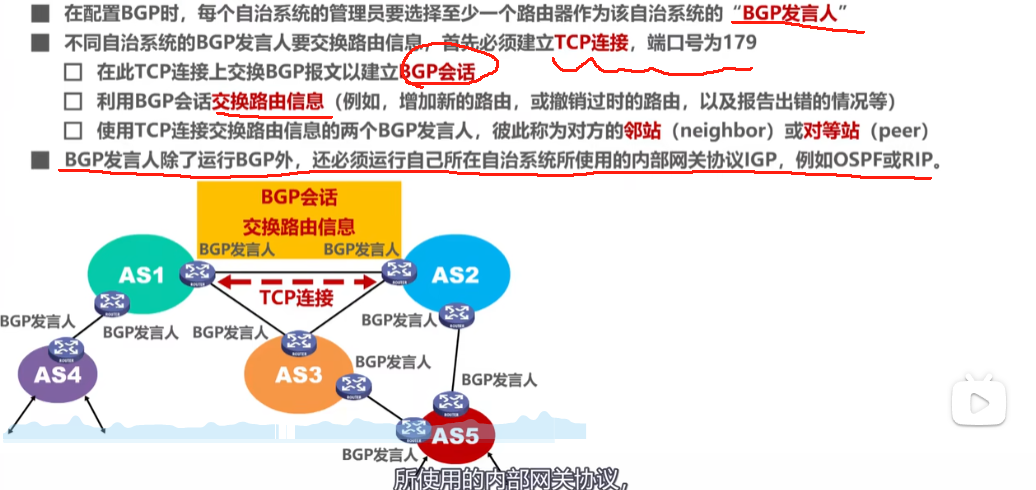 在配置BGP时，每个自治系统的管理员要选择至少一个路由器作为该自治系统的“BGP发言人”
不同自治系统的BGP发言人要交换路由信息，首先必须建立TCP连接，端口号为179
在此TCP连接上交换BGP报文以建立BGP会话
利用BGP会话交换路由信息（例如，增加新的路由，或撤销过时的路由，以及报告出错的情况等）
使用TCP连接交换路由信息的两个BGP发言人，彼此称为对方的邻站（neighbor）或对等站（peer）
BGP发言人除了运行BGP外，还必须运行自己所在自治系统所使用的内部网关协议IGP，例如OSPF或RIP。
BGP会话
交换路由信息
BGP发言人 BGP发言人
AS1 AS2
TCP连接
BGP发言人 BGP发言人 BGP发言人 BGP发言人
BGP发言人
AS4 AS3
BGP发言人
AS5
BGP发言人
所使用的内部网关协议，